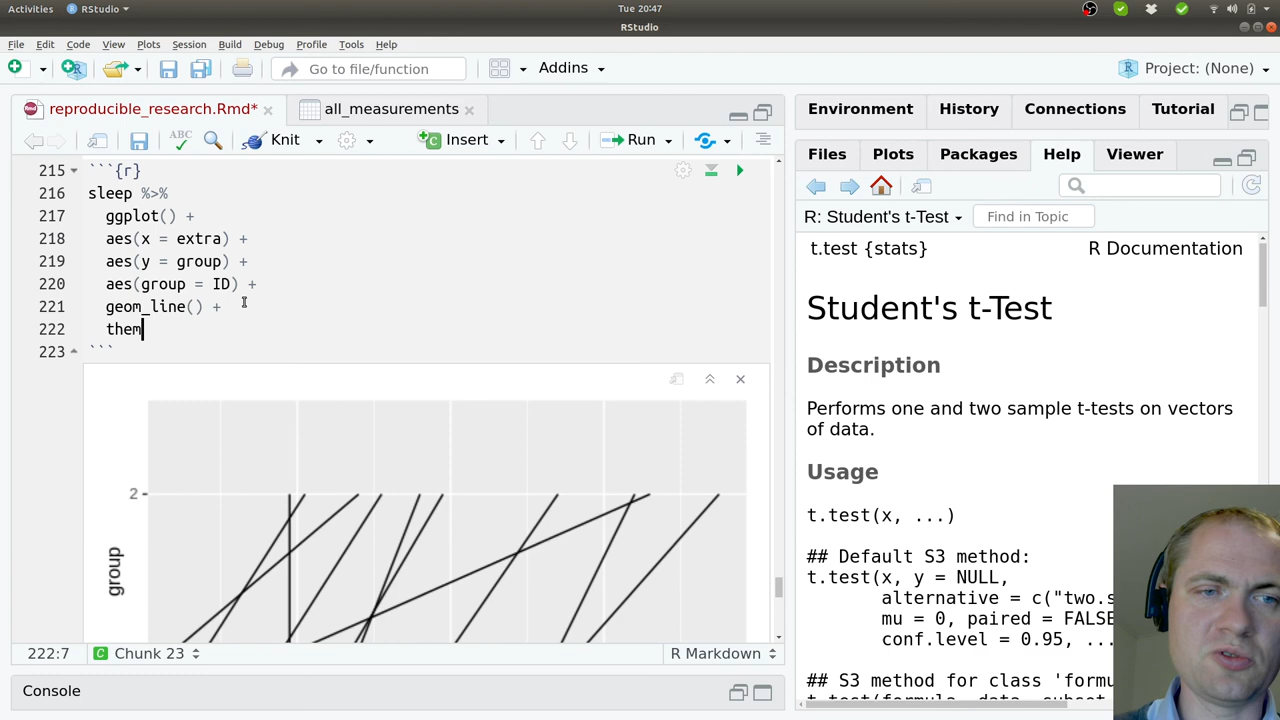 Activities RStudio Tue 20:47
RStudio
File Edit Code View Plots Session Build Debug Profile Tools Help
Go to file/function Addins Project: (None)
reproducible_research.Rmd* all_measurements
ABC Knit Insert Run
215 ```{r}
216 sleep %>%
217 ggplot() +
218 aes(x = extra) +
219 aes(y = group) +
220 aes(group = ID) +
221 geom_line() +
222 them
223 ```
2
group
222:7 Chunk 23 R Markdown
Console
Environment History Connections Tutorial
Files Plots Packages Help Viewer
R: Student's t-Test Find in Topic
t.test {stats} R Documentation
Student's t-Test
Description
Performs one and two sample t-tests on vectors
of data.
Usage
t.test(x, ...)
## Default S3 method:
t.test(x, y = NULL,
alternative = c("two.s
mu = 0, paired = FALSE
conf.level = 0.95, ...
## S3 method for class 'formu